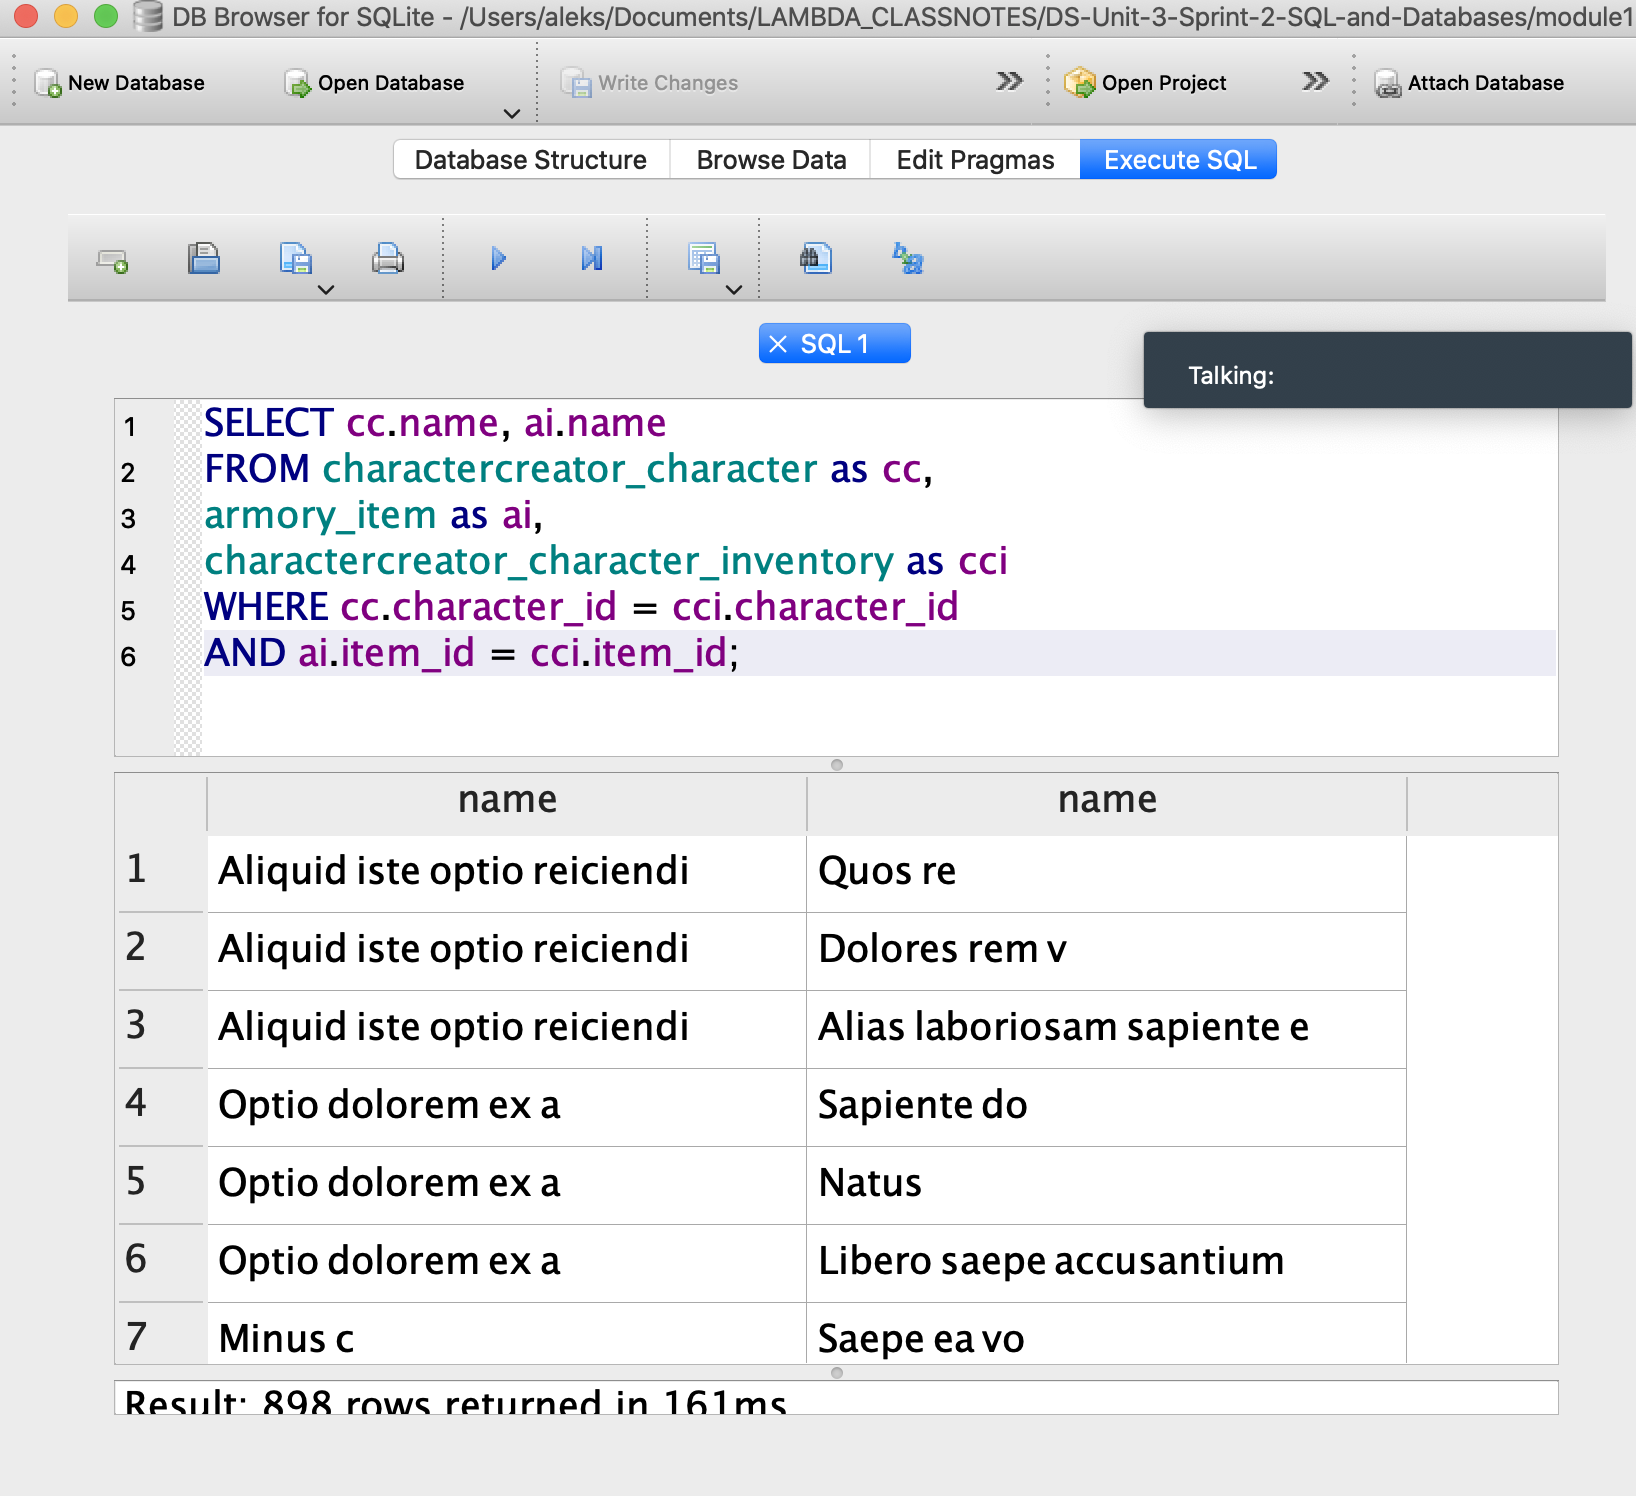 DB Browser for SQLite - /Users/aleks/Documents/LAMBDA_CLASSNOTES/DS-Unit-3-Sprint-2-SQL-and-Databases/module1
New Database Open Database Write Changes Open Project Attach Database
Database Structure Browse Data Edit Pragmas Execute SQL
SQL 1
Talking:
1 SELECT cc.name, ai.name
2 FROM charactercreator_character as cc,
3 armory_item as ai,
4 charactercreator_character_inventory as cci
5 WHERE cc.character_id = cci.character_id
6 AND ai.item_id = cci.item_id;
name name
1 Aliquid iste optio reiciendi Quos re
2 Aliquid iste optio reiciendi Dolores rem v
3 Aliquid iste optio reiciendi Alias laboriosam sapiente e
4 Optio dolorem ex a Sapiente do
5 Optio dolorem ex a Natus
6 Optio dolorem ex a Libero saepe accusantium
7 Minus c Saepe ea vo
Result: 898 rows returned in 161ms